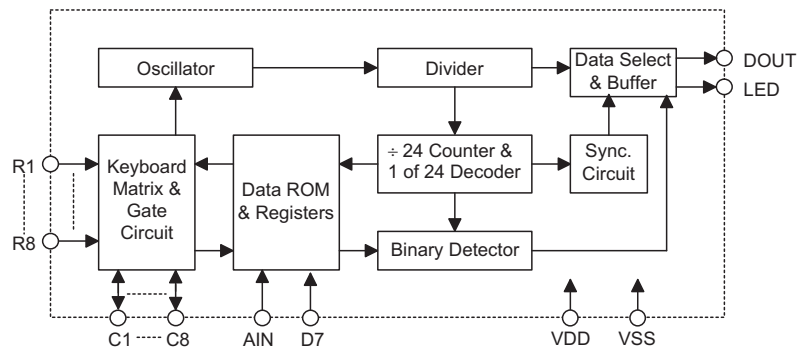 Oscillator
Divider
Data Select
& Buffer
DOUT
LED
R1
R8
Keyboard
Matrix &
Gate
Circuit
Data ROM
& Registers
÷ 24 Counter &
1 of 24 Decoder
Sync.
Circuit
Binary Detector
C1
C8
AIN
D7
VDD
VSS